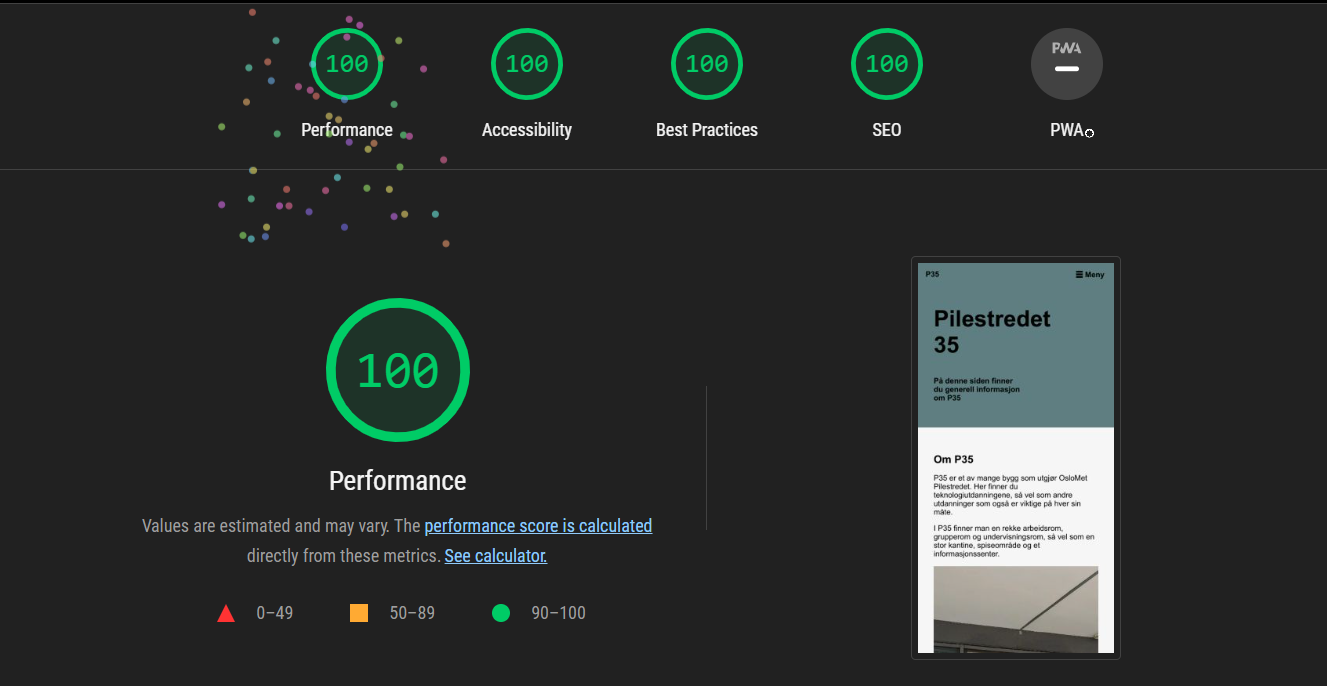 100 100 100 100 PWA
Performance Accessibility Best Practices SEO PWA
100
Performance
Values are estimated and may vary. The performance score is calculated
directly from these metrics. See calculator.
0–49 50–89 90–100
P35 Meny
Pilestredet
35
På denne siden finner
du generell informasjon
om P35
Om P35
P35 er et av mange bygg som utgjør OsloMet
Pilestredet. Her finner du
teknologiutdanningene, så vel som andre
utdanninger som også er viktige på hver sin
måte.
I P35 finner man en rekke arbeidsrom,
grupperom og undervisningsrom, så vel som en
stor kantine, spiseområde og et
informasjonssenter.